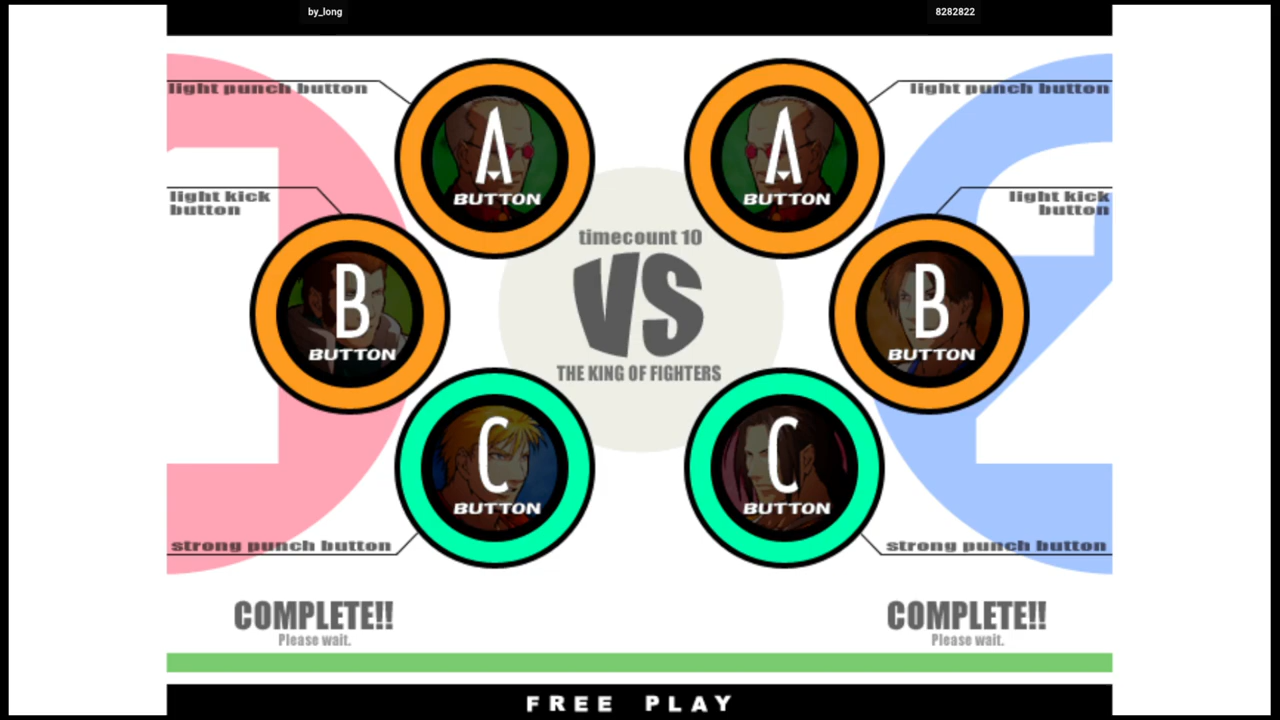 by_long
8282822
light punch button
light punch button
A
BUTTON
A
BUTTON
light kick
button
light kick
button
B
BUTTON
B
BUTTON
timecount 10
VS
THE KING OF FIGHTERS
C
BUTTON
C
BUTTON
strong punch button
strong punch button
COMPLETE!!
Please wait.
COMPLETE!!
Please wait.
FREE PLAY
1
2